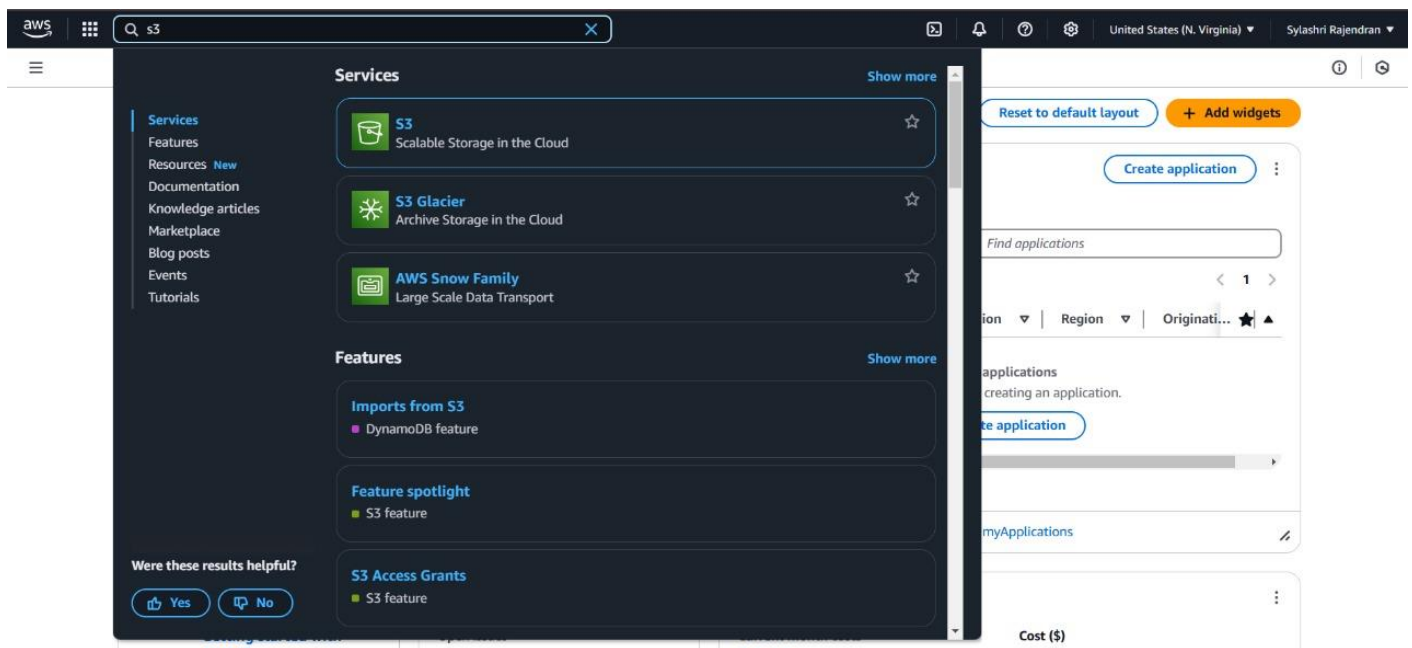 aws
s3
United States (N. Virginia) ▼
Sylashri Rajendran ▼
Services
Features
Resources New
Documentation
Knowledge articles
Marketplace
Blog posts
Events
Tutorials
Were these results helpful?
Yes
No
Services
Show more
S3
Scalable Storage in the Cloud
S3 Glacier
Archive Storage in the Cloud
AWS Snow Family
Large Scale Data Transport
Features
Show more
Imports from S3
DynamoDB feature
Feature spotlight
S3 feature
S3 Access Grants
S3 feature
Reset to default layout
+ Add widgets
Create application
Find applications
1
ion
Region
Originati...
applications
creating an application.
te application
myApplications
Cost ($)